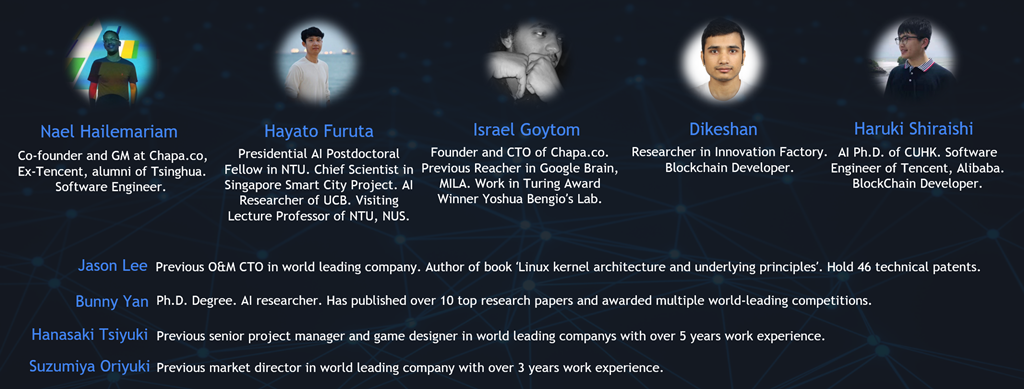 Nael Hailemariam
Co-founder and GM at Chapa.co,
Ex-Tencent, alumni of Tsinghua.
Software Engineer.
Hayato Furuta
Presidential AI Postdoctoral
Fellow in NTU. Chief Scientist in
Singapore Smart City Project. AI
Researcher of UCB. Visiting
Lecture Professor of NTU, NUS.
Israel Goytom
Founder and CTO of Chapa.co.
Previous Reacher in Google Brain,
MILA. Work in Turing Award
Winner Yoshua Bengio's Lab.
Dikeshan
Researcher in Innovation Factory.
Blockchain Developer.
Haruki Shiraishi
AI Ph.D. of CUHK. Software
Engineer of Tencent, Alibaba.
BlockChain Developer.
Jason Lee Previous O&M CTO in world leading company. Author of book 'Linux kernel architecture and underlying principles'. Hold 46 technical patents.
Bunny Yan Ph.D. Degree. AI researcher. Has published over 10 top research papers and awarded multiple world-leading competitions.
Hanasaki Tsiyuki Previous senior project manager and game designer in world leading companys with over 5 years work experience.
Suzumiya Oriyuki Previous market director in world leading company with over 3 years work experience.